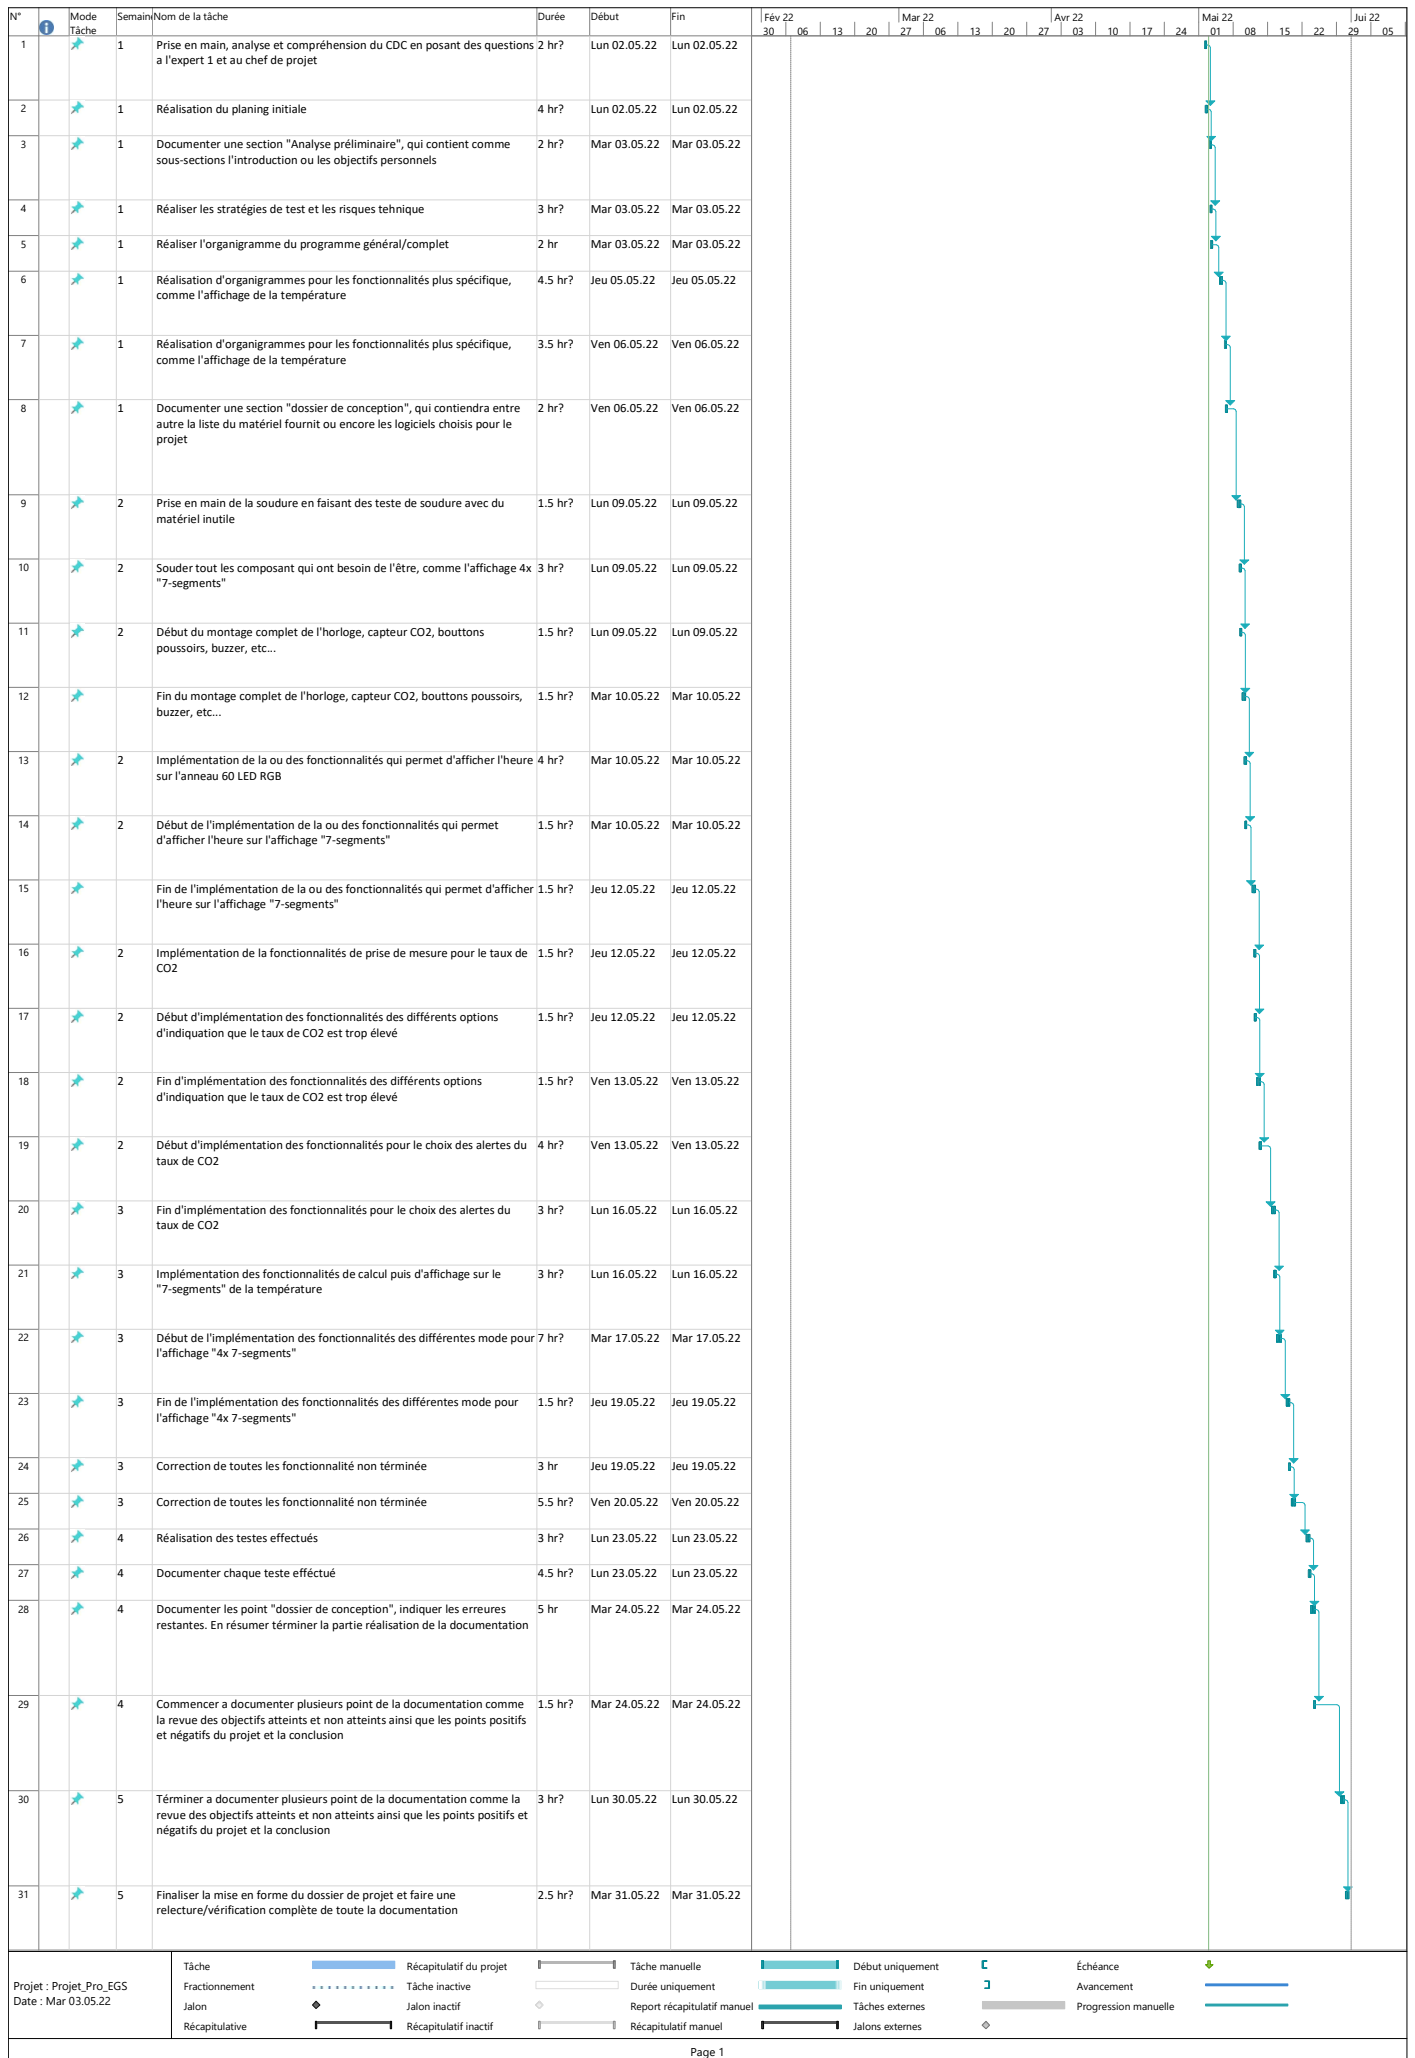 N° Mode Tâche Semain Nom de la tâche Durée Début Fin
Fév 22 Mar 22 Avr 22 Mai 22 Jui 22
30 06 13 20 27 06 13 20 27 03 10 17 24 01 08 15 22 29 05
1 1 Prise en main, analyse et compréhension du CDC en posant des questions 2 hr? Lun 02.05.22 Lun 02.05.22
a l'expert 1 et au chef de projet
2 1 Réalisation du planing initiale 4 hr? Lun 02.05.22 Lun 02.05.22
3 1 Documenter une section "Analyse préliminaire", qui contient comme 2 hr? Mar 03.05.22 Mar 03.05.22
sous-sections l'introduction ou les objectifs personnels
4 1 Réaliser les stratégies de test et les risques tehnique 3 hr? Mar 03.05.22 Mar 03.05.22
5 1 Réaliser l'organigramme du programme général/complet 2 hr Mar 03.05.22 Mar 03.05.22
6 1 Réalisation d'organigrammes pour les fonctionnalités plus spécifique, 4.5 hr? Jeu 05.05.22 Jeu 05.05.22
comme l'affichage de la température
7 1 Réalisation d'organigrammes pour les fonctionnalités plus spécifique, 3.5 hr? Ven 06.05.22 Ven 06.05.22
comme l'affichage de la température
8 1 Documenter une section "dossier de conception", qui contiendra entre 2 hr? Ven 06.05.22 Ven 06.05.22
autre la liste du matériel fournit ou encore les logiciels choisis pour le
projet
9 2 Prise en main de la soudure en faisant des teste de soudure avec du 1.5 hr? Lun 09.05.22 Lun 09.05.22
matériel inutile
10 2 Souder tout les composant qui ont besoin de l'être, comme l'affichage 4x 3 hr? Lun 09.05.22 Lun 09.05.22
"7-segments"
11 2 Début du montage complet de l'horloge, capteur CO2, bouttons 1.5 hr? Lun 09.05.22 Lun 09.05.22
poussoirs, buzzer, etc...
12 2 Fin du montage complet de l'horloge, capteur CO2, bouttons poussoirs, 1.5 hr? Mar 10.05.22 Mar 10.05.22
buzzer, etc...
13 2 Implémentation de la ou des fonctionnalités qui permet d'afficher l'heure 4 hr? Mar 10.05.22 Mar 10.05.22
sur l'anneau 60 LED RGB
14 2 Début de l'implémentation de la ou des fonctionnalités qui permet 1.5 hr? Mar 10.05.22 Mar 10.05.22
d'afficher l'heure sur l'affichage "7-segments"
15 Fin de l'implémentation de la ou des fonctionnalités qui permet d'afficher 1.5 hr? Jeu 12.05.22 Jeu 12.05.22
l'heure sur l'affichage "7-segments"
16 2 Implémentation de la fonctionnalités de prise de mesure pour le taux de 1.5 hr? Jeu 12.05.22 Jeu 12.05.22
CO2
17 2 Début d'implémentation des fonctionnalités des différents options 1.5 hr? Jeu 12.05.22 Jeu 12.05.22
d'indiquation que le taux de CO2 est trop élevé
18 2 Fin d'implémentation des fonctionnalités des différents options 1.5 hr? Ven 13.05.22 Ven 13.05.22
d'indiquation que le taux de CO2 est trop élevé
19 2 Début d'implémentation des fonctionnalités pour le choix des alertes du 4 hr? Ven 13.05.22 Ven 13.05.22
taux de CO2
20 3 Fin d'implémentation des fonctionnalités pour le choix des alertes du 3 hr? Lun 16.05.22 Lun 16.05.22
taux de CO2
21 3 Implémentation des fonctionnalités de calcul puis d'affichage sur le 3 hr? Lun 16.05.22 Lun 16.05.22
"7-segments" de la température
22 3 Début de l'implémentation des fonctionnalités des différentes mode pour 7 hr? Mar 17.05.22 Mar 17.05.22
l'affichage "4x 7-segments"
23 3 Fin de l'implémentation des fonctionnalités des différentes mode pour 1.5 hr? Jeu 19.05.22 Jeu 19.05.22
l'affichage "4x 7-segments"
24 3 Correction de toutes les fonctionnalité non términée 3 hr Jeu 19.05.22 Jeu 19.05.22
25 3 Correction de toutes les fonctionnalité non términée 5.5 hr? Ven 20.05.22 Ven 20.05.22
26 4 Réalisation des testes effectués 3 hr? Lun 23.05.22 Lun 23.05.22
27 4 Documenter chaque teste efféctué 4.5 hr? Lun 23.05.22 Lun 23.05.22
28 4 Documenter les point "dossier de conception", indiquer les erreures 5 hr Mar 24.05.22 Mar 24.05.22
restantes. En résumer términer la partie réalisation de la documentation
29 4 Commencer a documenter plusieurs point de la documentation comme 1.5 hr? Mar 24.05.22 Mar 24.05.22
la revue des objectifs atteints et non atteints ainsi que les points positifs
et négatifs du projet et la conclusion
30 5 Términer a documenter plusieurs point de la documentation comme la 3 hr? Lun 30.05.22 Lun 30.05.22
revue des objectifs atteints et non atteints ainsi que les points positifs et
négatifs du projet et la conclusion
31 5 Finaliser la mise en forme du dossier de projet et faire une 2.5 hr? Mar 31.05.22 Mar 31.05.22
relecture/vérification complète de toute la documentation
Projet : Projet_Pro_EGS
Date : Mar 03.05.22
Tâche Récapitulatif du projet Tâche manuelle Début uniquement Échéance
Fractionnement Tâche inactive Durée uniquement Fin uniquement Avancement
Jalon Jalon inactif Report récapitulatif manuel Tâches externes Progression manuelle
Récapitulative Récapitulatif inactif Récapitulatif manuel Jalons externes
Page 1